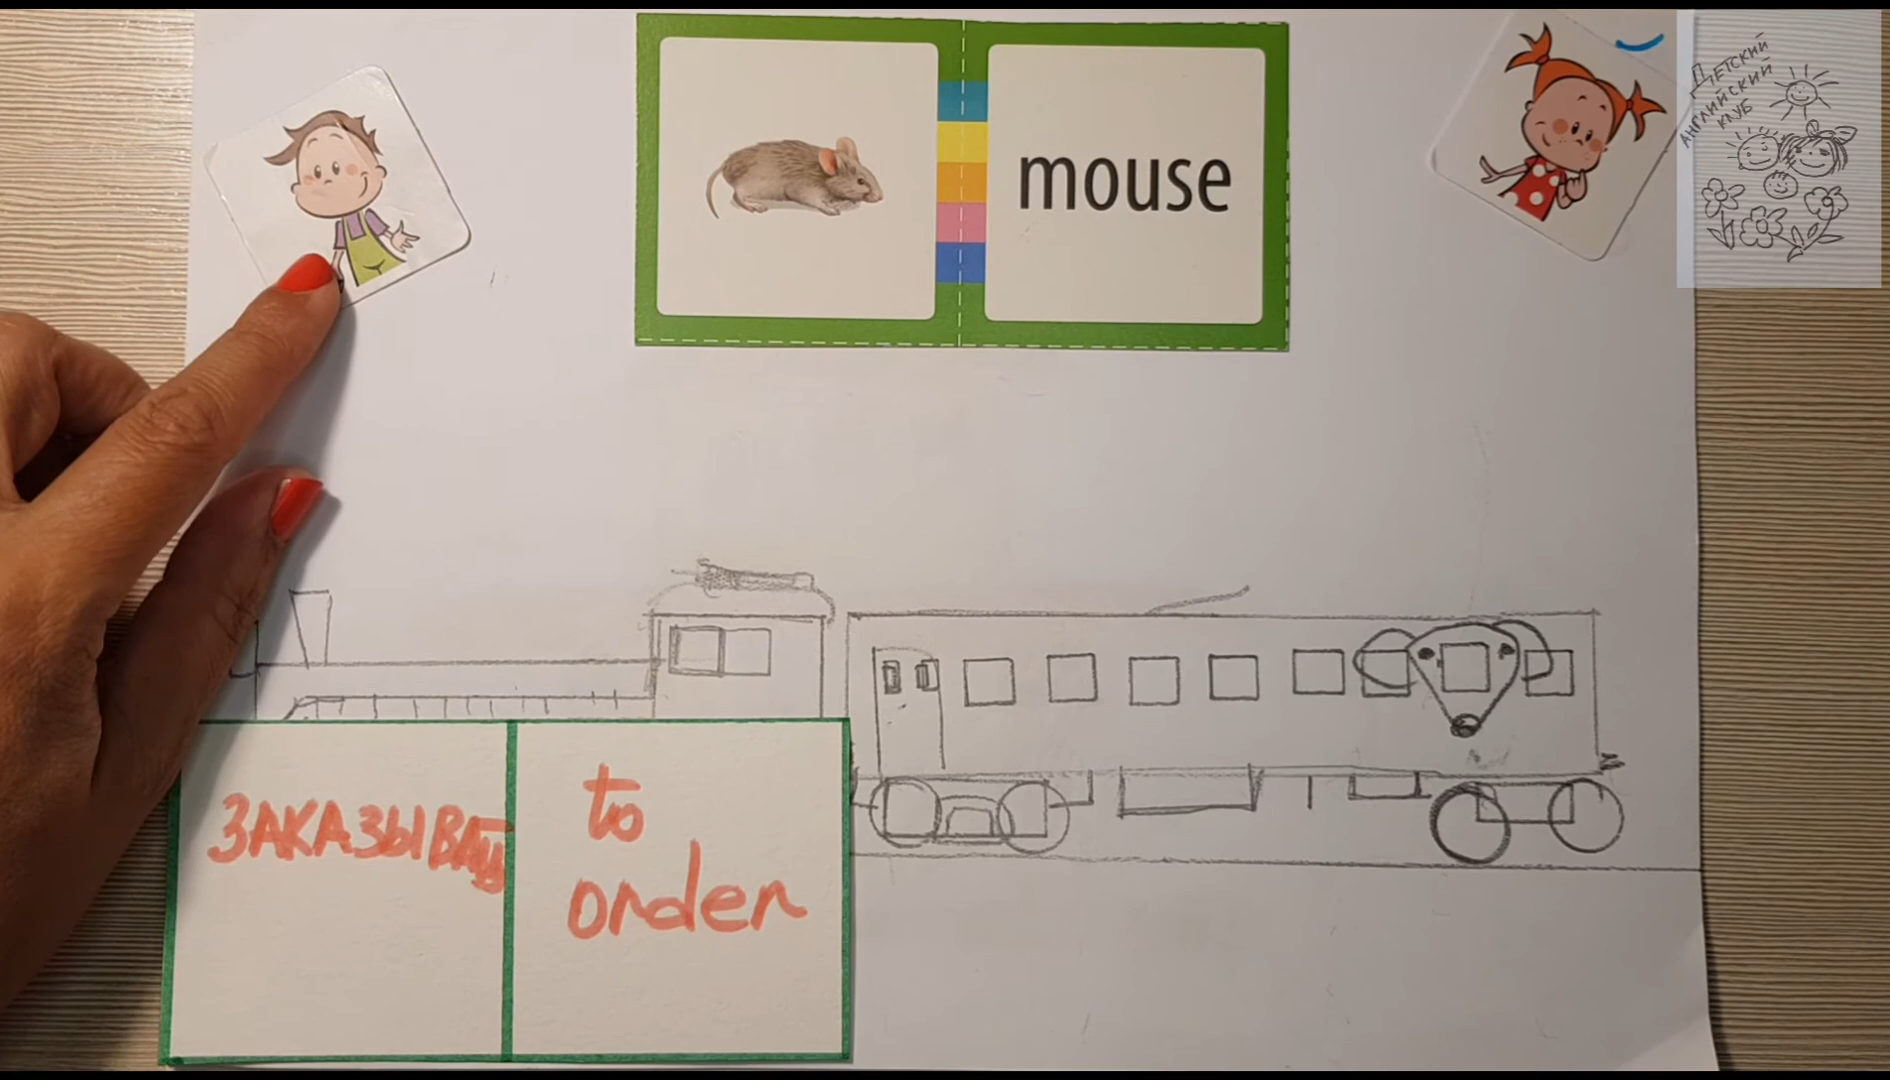 mouse
ДЕТСКИЙ
АНГЛИЙСКИЙ
КЛУБ
ЗАКАЗЫВАТЬ
to
order